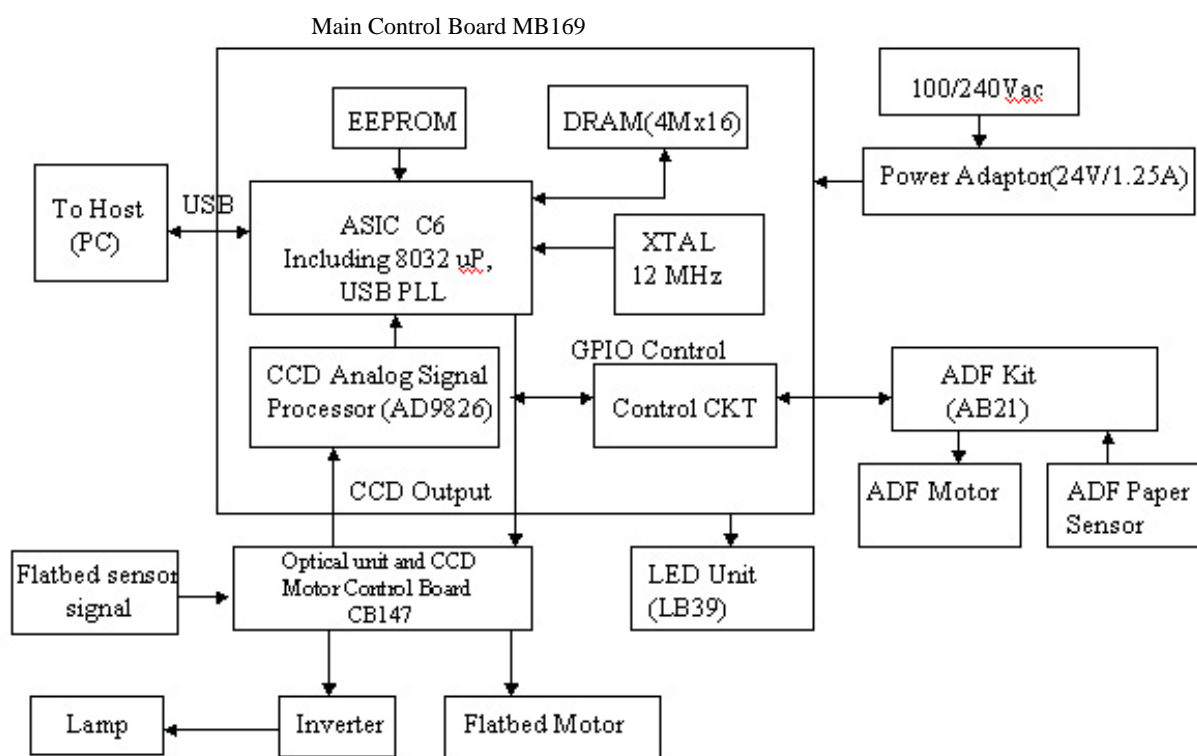 Main Control Board MB169
100/240Vac
EEPROM
DRAM(4Mx16)
Power Adaptor(24V/1.25A)
To Host
(PC)
USB
ASIC C6
Including 8032 uP,
USB PLL
XTAL
12 MHz
GPIO Control
CCD Analog Signal
Processor (AD9826)
Control CKT
ADF Kit
(AB21)
CCD Output
ADF Motor
ADF Paper
Sensor
Flatbed sensor
signal
Optical unit and CCD
Motor Control Board
CB147
LED Unit
(LB39)
Lamp
Inverter
Flatbed Motor